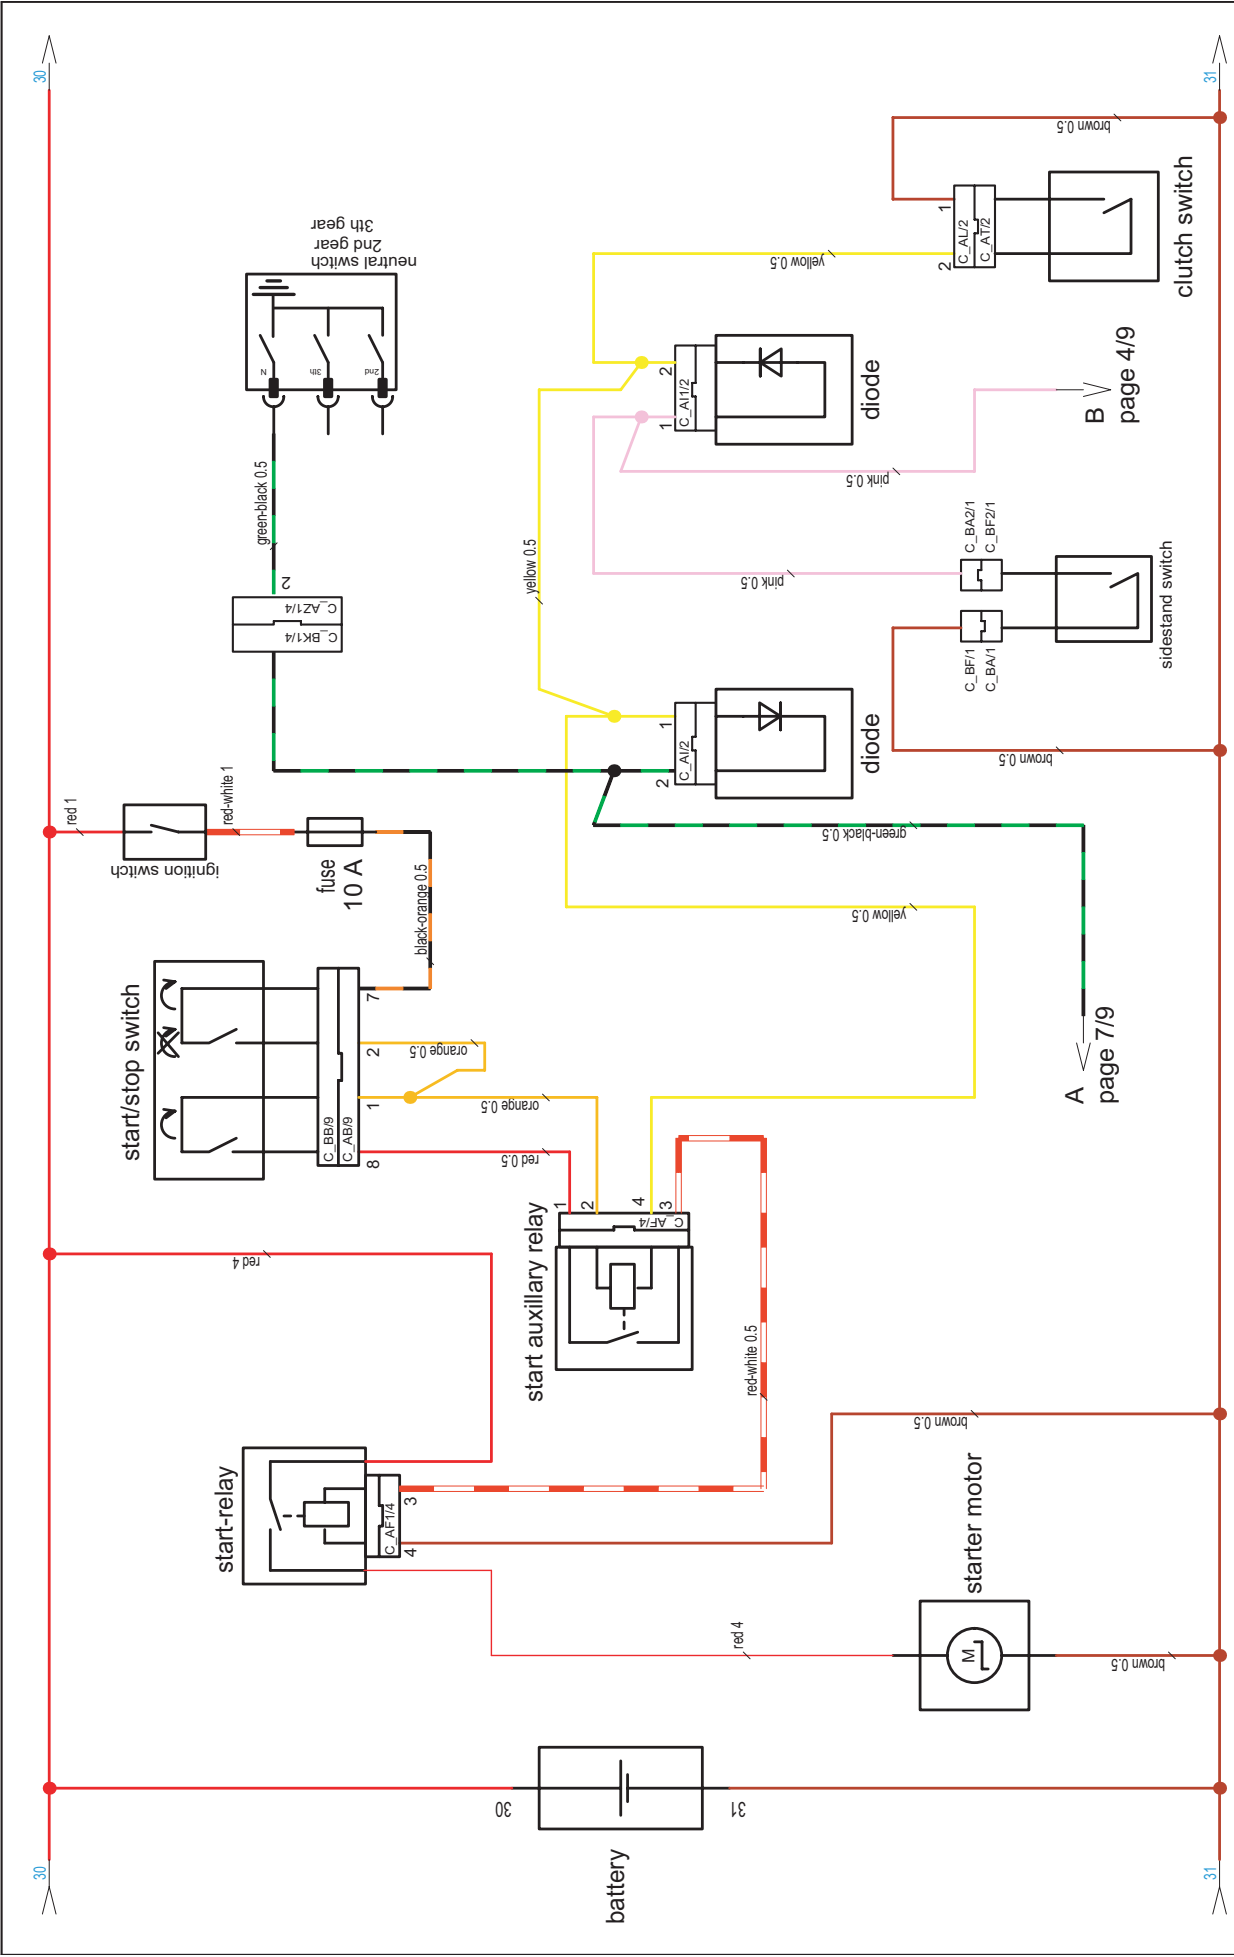 30
30
31
31
battery
30
31
starter motor
M
red 4
brown 0.5
start-relay
C_AF1/4
4
3
brown 0.5
red 4
red-white 0.5
start auxillary relay
1
2
4
3
C_AF/4
start/stop switch
C_BB/9
C_AB/9
8
1
2
7
red 0.5
orange 0.5
orange 0.5
black-orange 0.5
fuse
10 A
ignition switch
red 1
red-white 1
yellow 0.5
A
page 7/9
green-black 0.5
C_BK1/4
C_AZ1/4
2
green-black 0.5
neutral switch
2nd gear
3th gear
N
3th
2nd
diode
C_AI/2
2
1
yellow 0.5
brown 0.5
C_BF/1
C_BA/1
C_BA2/1
C_BF2/1
sidestand switch
pink 0.5
pink 0.5
diode
C_AI1/2
1
2
B
page 4/9
yellow 0.5
C_AL/2
C_AT/2
2
1
clutch switch
brown 0.5